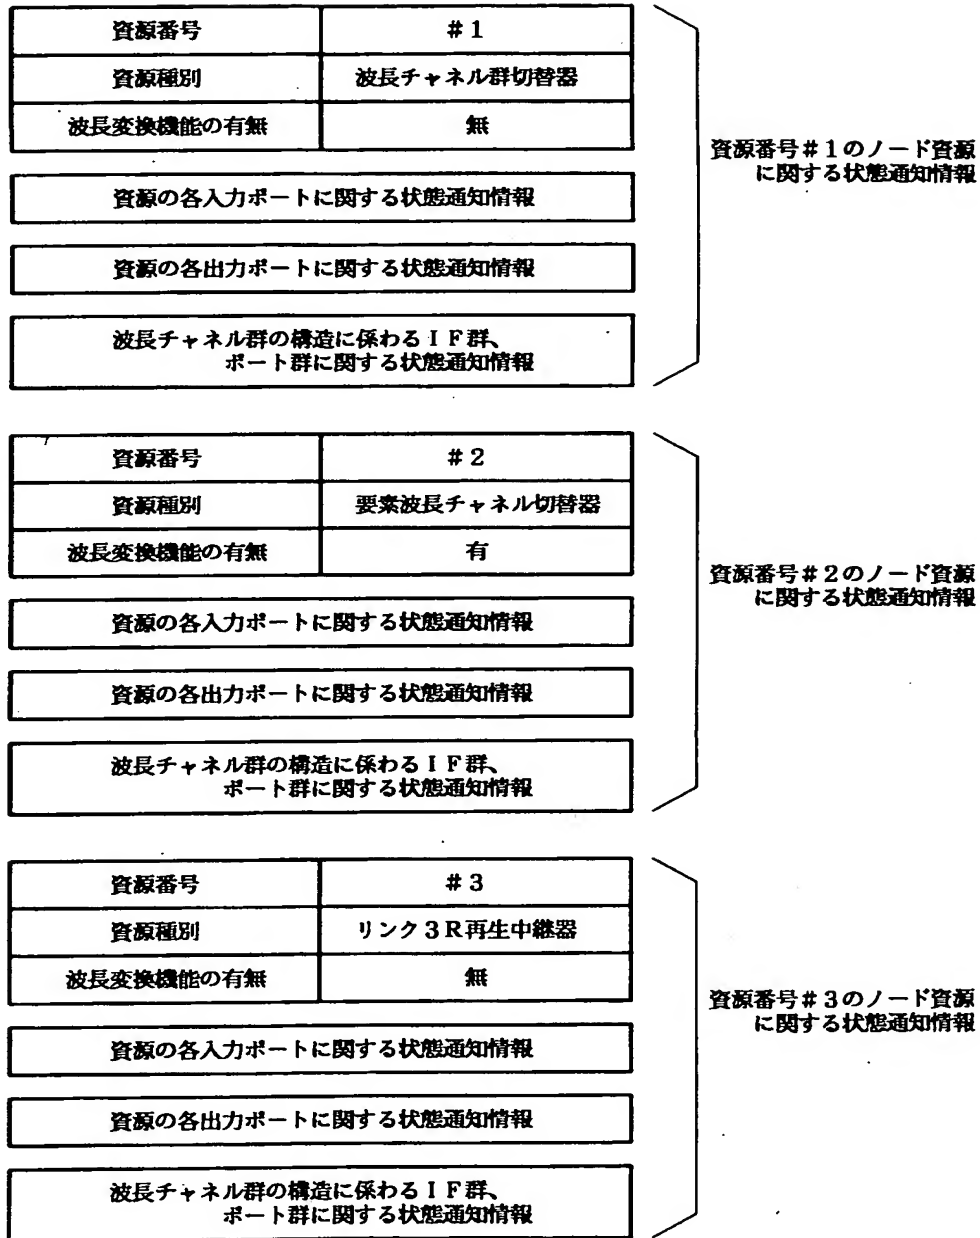 資源番号 #1
資源種別 波長チャネル群切替器
波長変換機能の有無 無
資源の各入力ポートに関する状態通知情報
資源の各出力ポートに関する状態通知情報
波長チャネル群の構造に係わるIF群、
ポート群に関する状態通知情報
資源番号#1のノード資源
に関する状態通知情報
資源番号 #2
資源種別 要素波長チャネル切替器
波長変換機能の有無 有
資源の各入力ポートに関する状態通知情報
資源の各出力ポートに関する状態通知情報
波長チャネル群の構造に係わるIF群、
ポート群に関する状態通知情報
資源番号#2のノード資源
に関する状態通知情報
資源番号 #3
資源種別 リンク3R再生中継器
波長変換機能の有無 無
資源の各入力ポートに関する状態通知情報
資源の各出力ポートに関する状態通知情報
波長チャネル群の構造に係わるIF群、
ポート群に関する状態通知情報
資源番号#3のノード資源
に関する状態通知情報